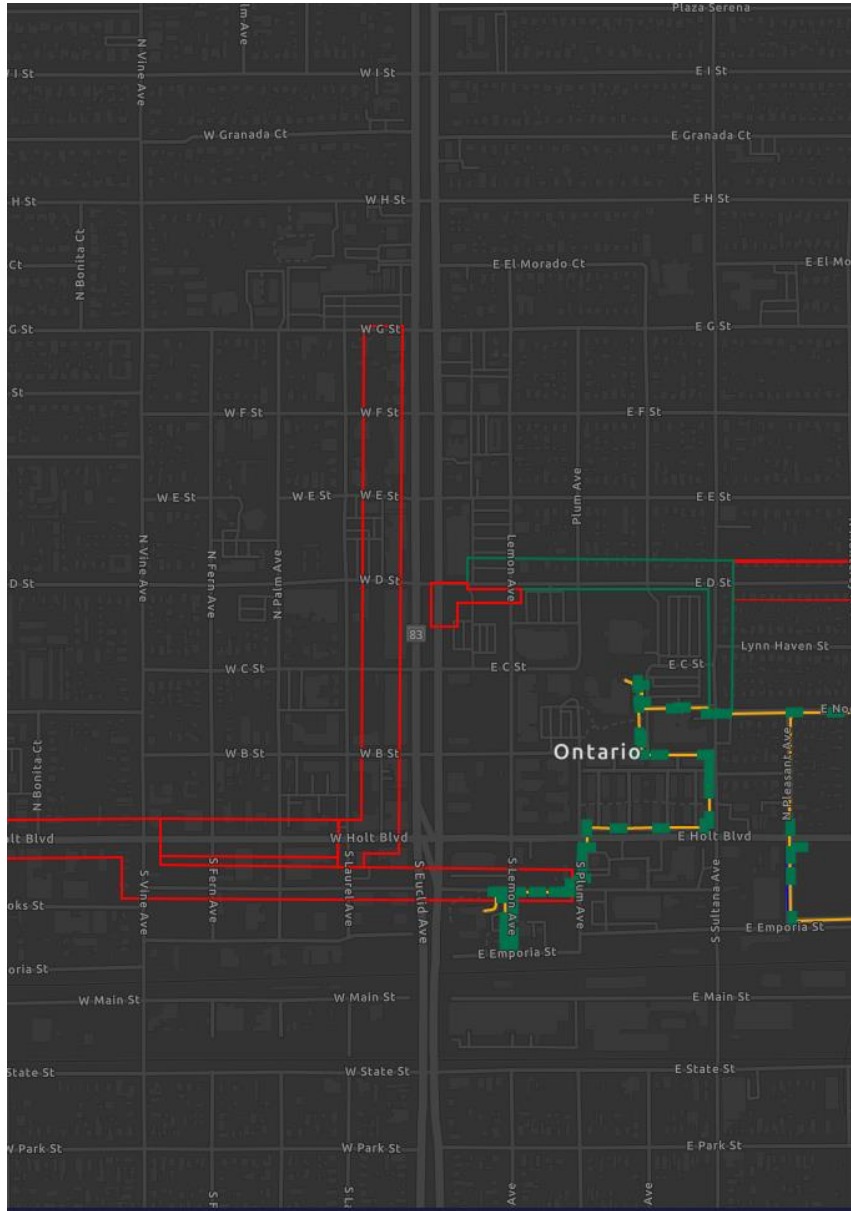 Plaza Serena
lm Ave
N Vine Ave
I St
W I St
E I St
W Granada Ct
E Granada Ct
H St
W H St
E H St
N Bonita Ct
Ct
E El Morado Ct
E El Mo
G St
W G St
E G St
St
W F St
E F St
W E St
W E St
W E St
E E St
Plum Ave
N Vine Ave
N Fern Ave
N Palm Ave
Lemon Ave
D St
W D St
E D St
83
Lynn Haven St
W C St
E C St
E C St
E No
N Bonita Ct
W B St
W B St
Ontario
N Pleasant Ave
olt Blvd
W Holt Blvd
E Holt Blvd
S Vine Ave
S Fern Ave
S Laurel Ave
S Euclid Ave
S Lemon Ave
S Plum Ave
S Sultana Ave
oks St
E Emporia St
E Emporia St
oria St
W Main St
W Main St
E Main St
State St
W State St
E State St
W Park St
W Park St
E Park St
S F
S L
Ave
Ave